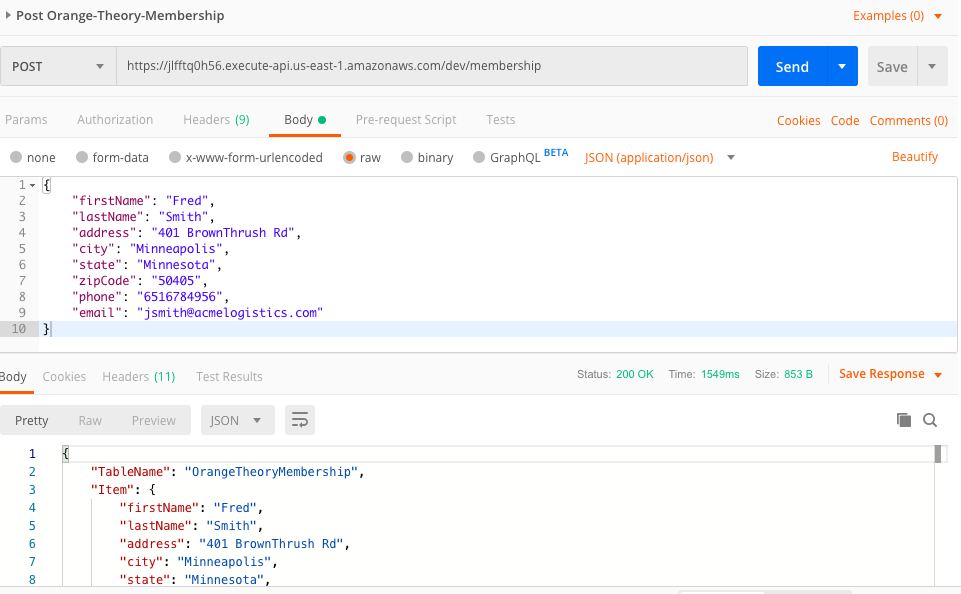 Post Orange-Theory-Membership
Examples (0)
POST
https://jlfftq0h56.execute-api.us-east-1.amazonaws.com/dev/membership
Send
Save
Params
Authorization
Headers (9)
Body
Pre-request Script
Tests
Cookies
Code
Comments (0)
none
form-data
x-www-form-urlencoded
raw
binary
GraphQL BETA
JSON (application/json)
Beautify
1 {
2 "firstName": "Fred",
3 "lastName": "Smith",
4 "address": "401 BrownThrush Rd",
5 "city": "Minneapolis",
6 "state": "Minnesota",
7 "zipCode": "50405",
8 "phone": "6516784956",
9 "email": "jsmith@acmelogistics.com"
10 }
Body
Cookies
Headers (11)
Test Results
Status: 200 OK
Time: 1549ms
Size: 853 B
Save Response
Pretty
Raw
Preview
JSON
1 {
2 "TableName": "OrangeTheoryMembership",
3 "Item": {
4 "firstName": "Fred",
5 "lastName": "Smith",
6 "address": "401 BrownThrush Rd",
7 "city": "Minneapolis",
8 "state": "Minnesota",